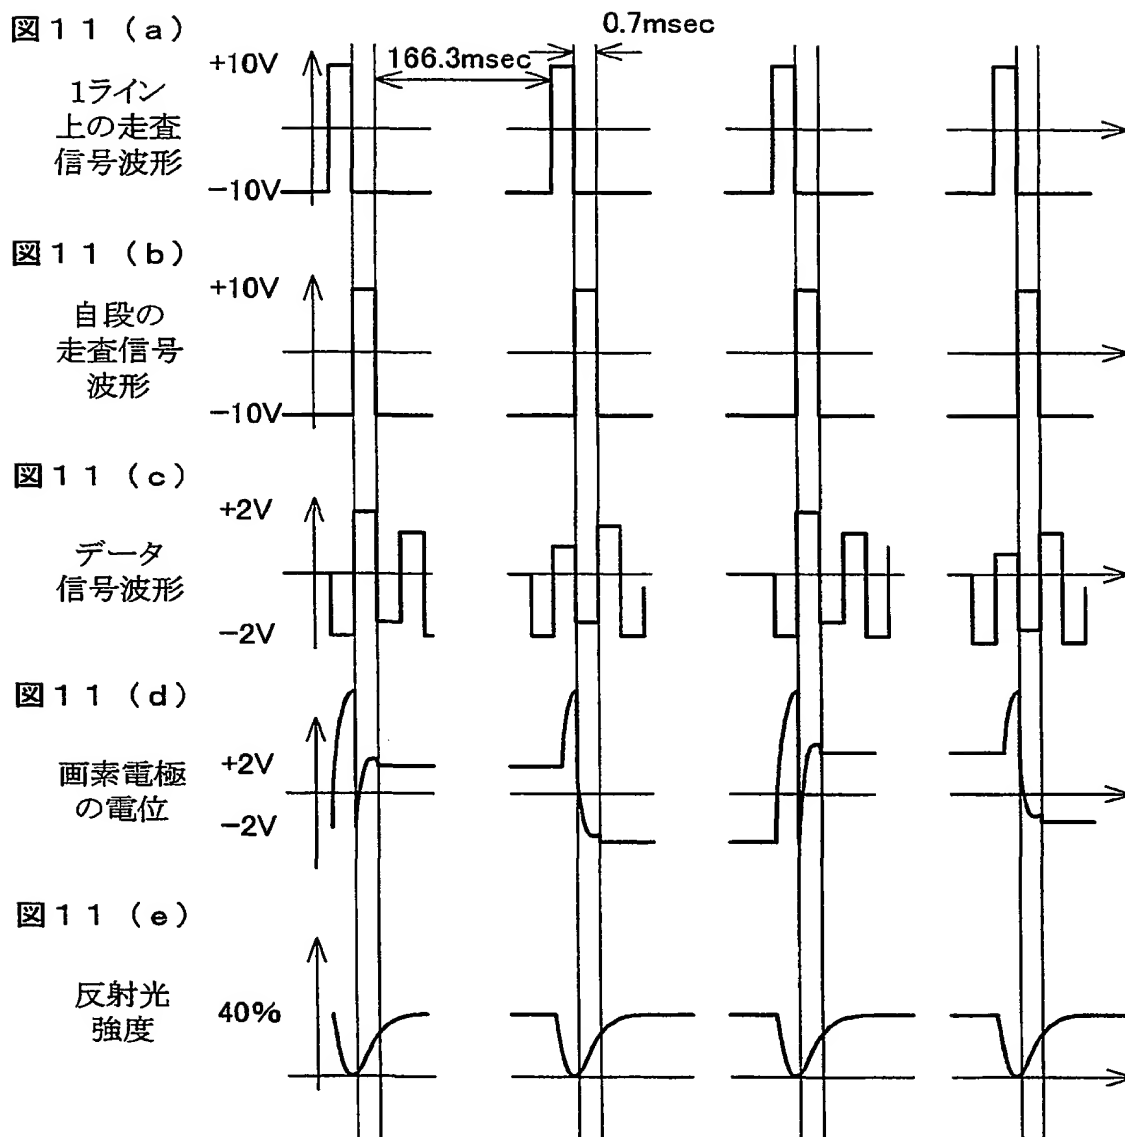 図11（a）
0.7msec
+10V
166.3msec
1ライン
上の走査
信号波形
−10V
図11（b）
+10V
自段の
走査信号
波形
−10V
図11（c）
+2V
データ
信号波形
−2V
図11（d）
+2V
画素電極
の電位
−2V
図11（e）
反射光
強度
40%